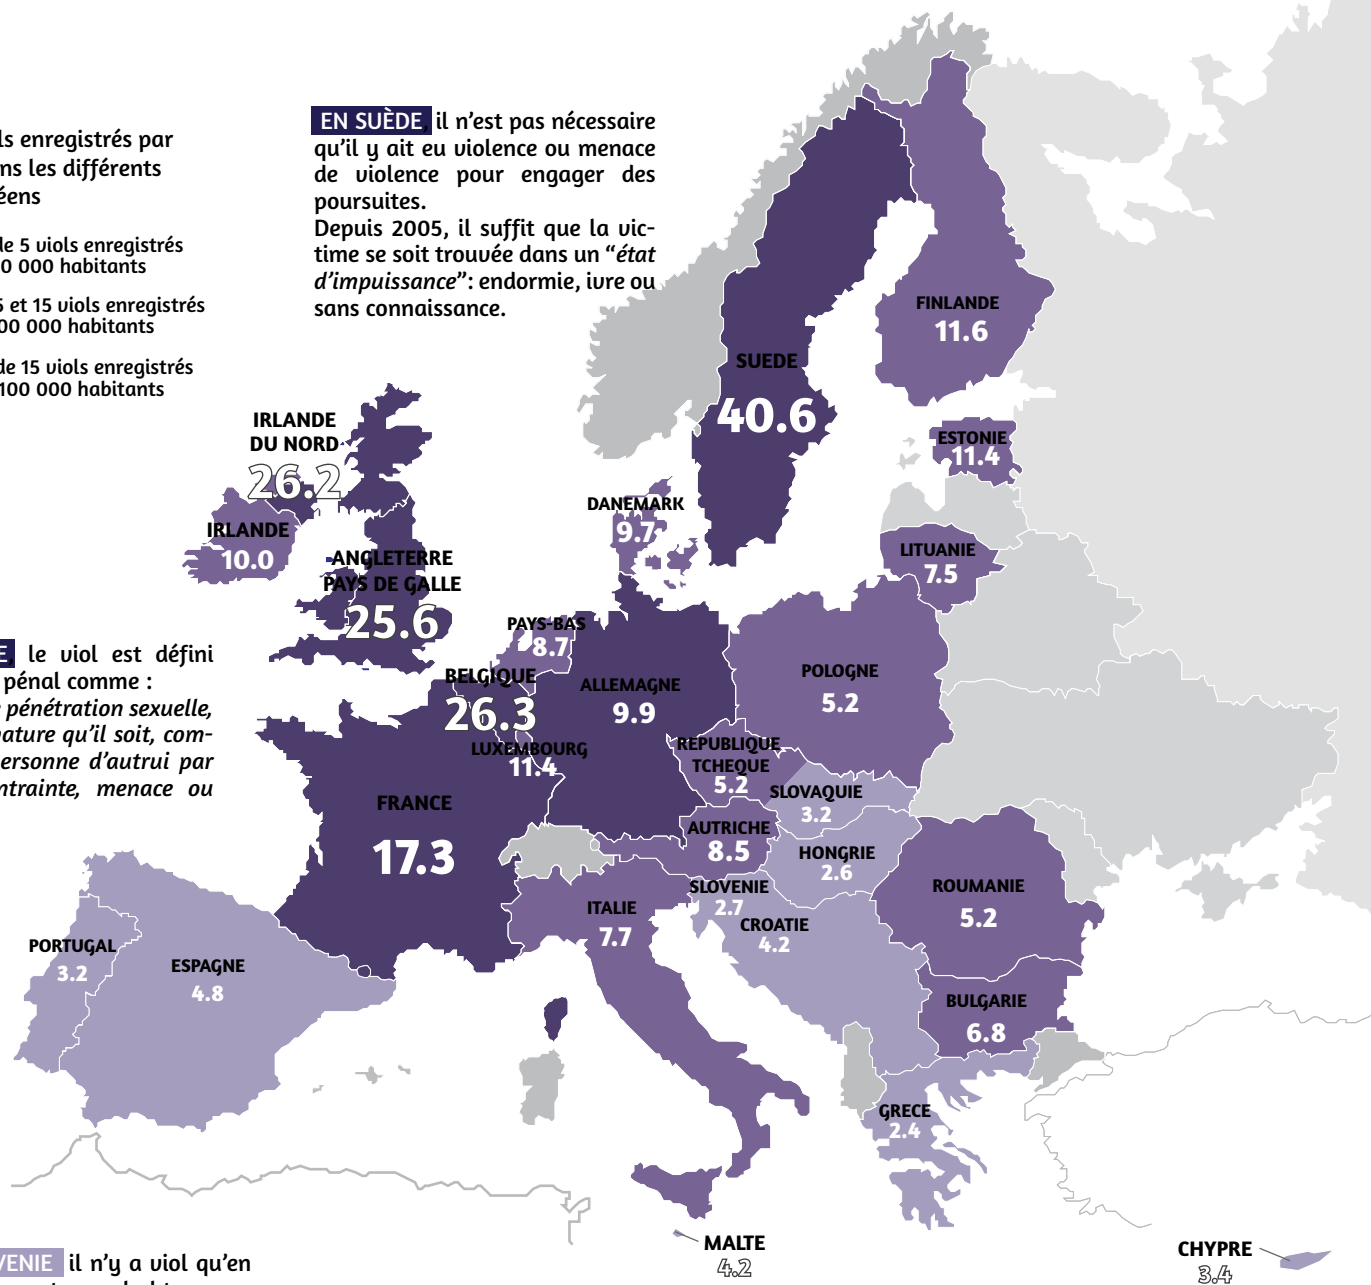 ls enregistrés par
ns les différents
éens
de 5 viols enregistrés
0 000 habitants
5 et 15 viols enregistrés
00 000 habitants
de 15 viols enregistrés
100 000 habitants
EN SUÈDE, il n'est pas nécessaire
qu'il y ait eu violence ou menace
de violence pour engager des
poursuites.
Depuis 2005, il suffit que la vic-
time se soit trouvée dans un "état
d'impuissance": endormie, ivre ou
sans connaissance.
FINLANDE
11.6
SUEDE
40.6
IRLANDE
DU NORD
26.2
ESTONIE
11.4
DANEMARK
9.7
IRLANDE
10.0
LITUANIE
7.5
ANGLETERRE
PAYS DE GALLE
25.6
PAYS-BAS
8.7
E, le viol est défini
pénal comme :
e pénétration sexuelle,
nature qu'il soit, com-
personne d'autrui par
ntrainte, menace ou
BELGIQUE
26.3
ALLEMAGNE
9.9
POLOGNE
5.2
LUXEMBOURG
11.4
REPUBLIQUE
TCHEQUE
5.2
SLOVAQUIE
3.2
FRANCE
17.3
AUTRICHE
8.5
HONGRIE
2.6
SLOVENIE
2.7
ROUMANIE
5.2
ITALIE
7.7
CROATIE
4.2
PORTUGAL
3.2
ESPAGNE
4.8
BULGARIE
6.8
GRECE
2.4
MALTE
4.2
CHYPRE
3.4
VENIE il n'y a viol qu'en